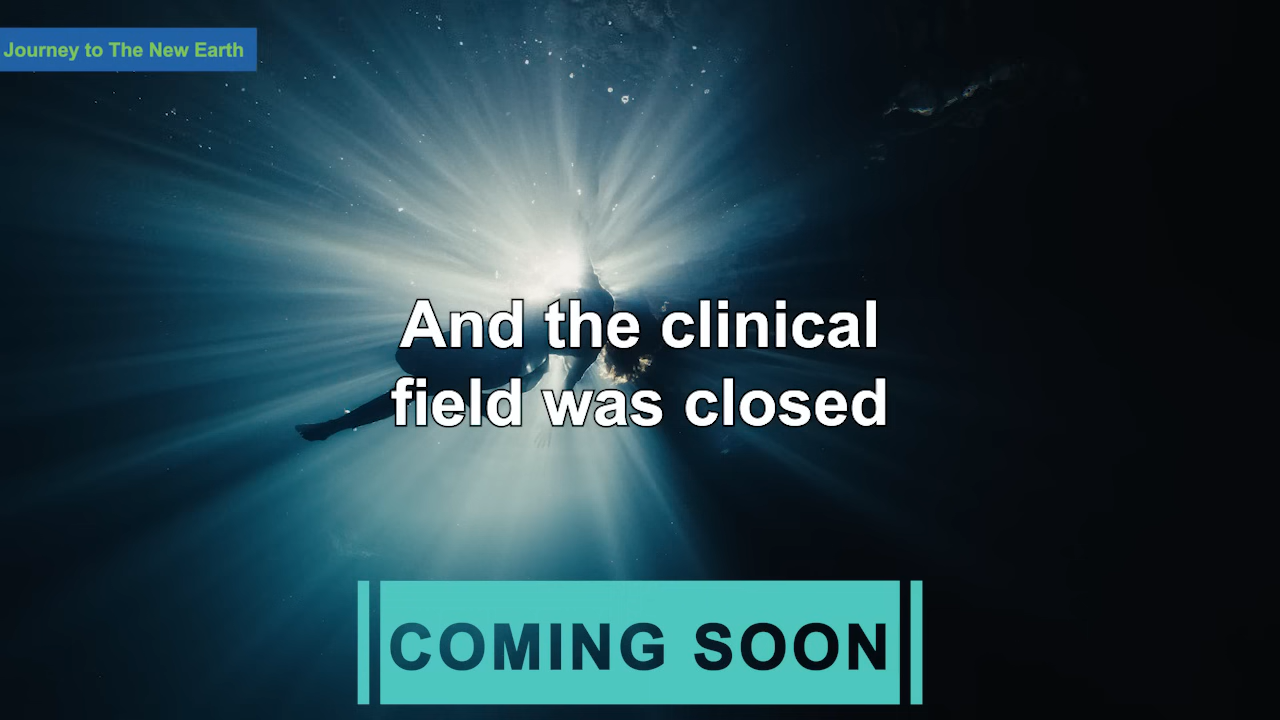 Journey to The New Earth
And the clinical
field was closed
COMING SOON